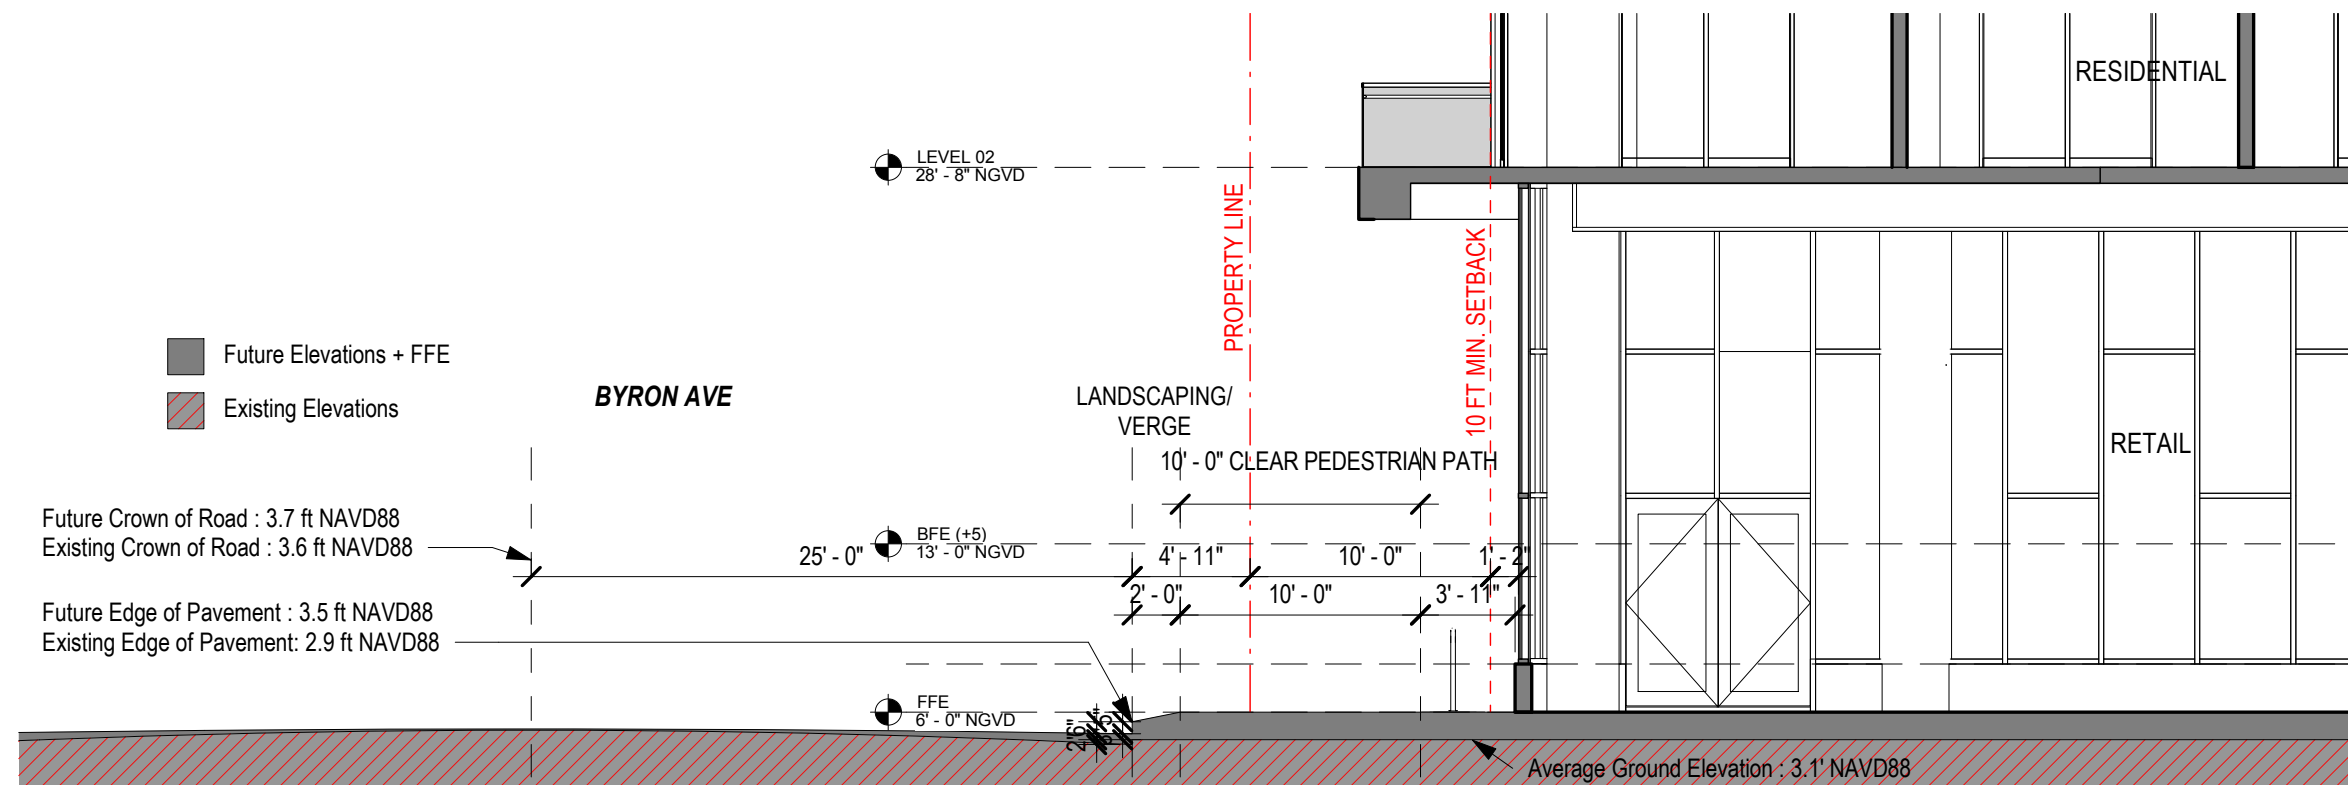 RESIDENTIAL
LEVEL 02
28' - 8" NGVD
PROPERTY LINE
10 FT MIN. SETBACK
Future Elevations + FFE
Existing Elevations
BYRON AVE
LANDSCAPING/
VERGE
RETAIL
10' - 0" CLEAR PEDESTRIAN PATH
Future Crown of Road : 3.7 ft NAVD88
Existing Crown of Road : 3.6 ft NAVD88
BFE (+5)
13' - 0" NGVD
25' - 0"
4' - 11"
10' - 0"
1' - 2"
2' - 0"
10' - 0"
3' - 11"
Future Edge of Pavement : 3.5 ft NAVD88
Existing Edge of Pavement: 2.9 ft NAVD88
FFE
6' - 0" NGVD
Average Ground Elevation : 3.1' NAVD88